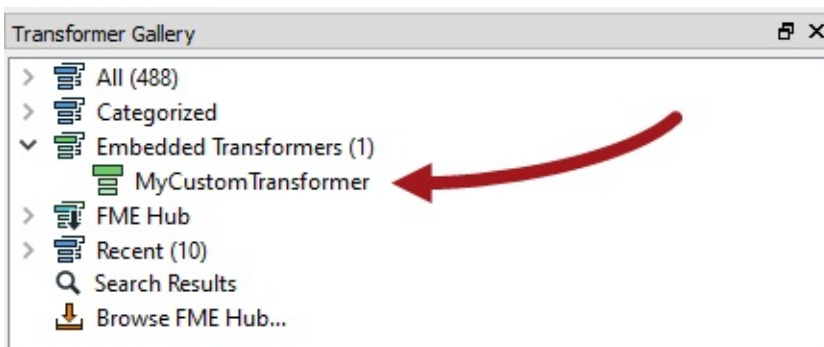 Transformer Gallery
All (488)
Categorized
Embedded Transformers (1)
MyCustomTransformer
FME Hub
Recent (10)
Search Results
Browse FME Hub...